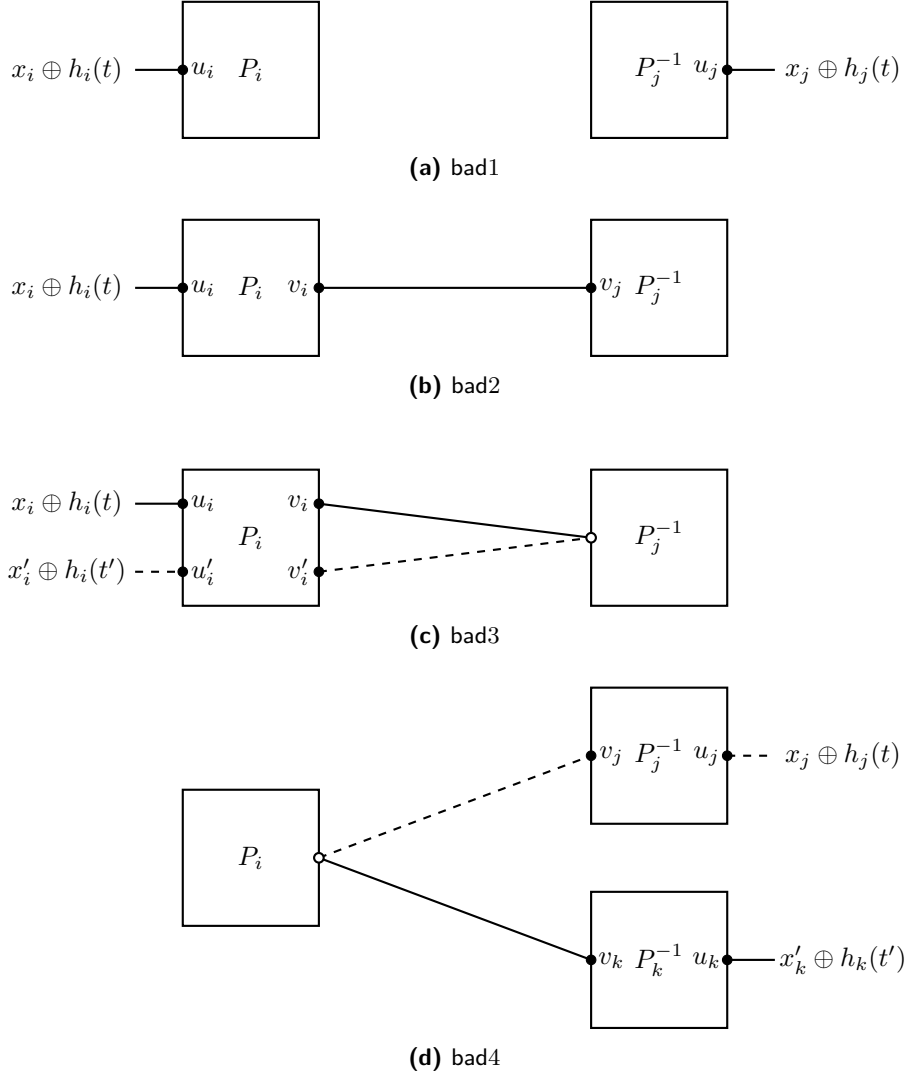 x_i ⊕ h_i(t) u_i P_i P_j^{-1} u_j x_j ⊕ h_j(t)
(a) bad1
x_i ⊕ h_i(t) u_i P_i v_i v_j P_j^{-1}
(b) bad2
x_i ⊕ h_i(t) u_i v_i
P_i P_j^{-1}
x'_i ⊕ h_i(t') u'_i v'_i
(c) bad3
v_j P_j^{-1} u_j x_j ⊕ h_j(t)
P_i
v_k P_k^{-1} u_k x'_k ⊕ h_k(t')
(d) bad4